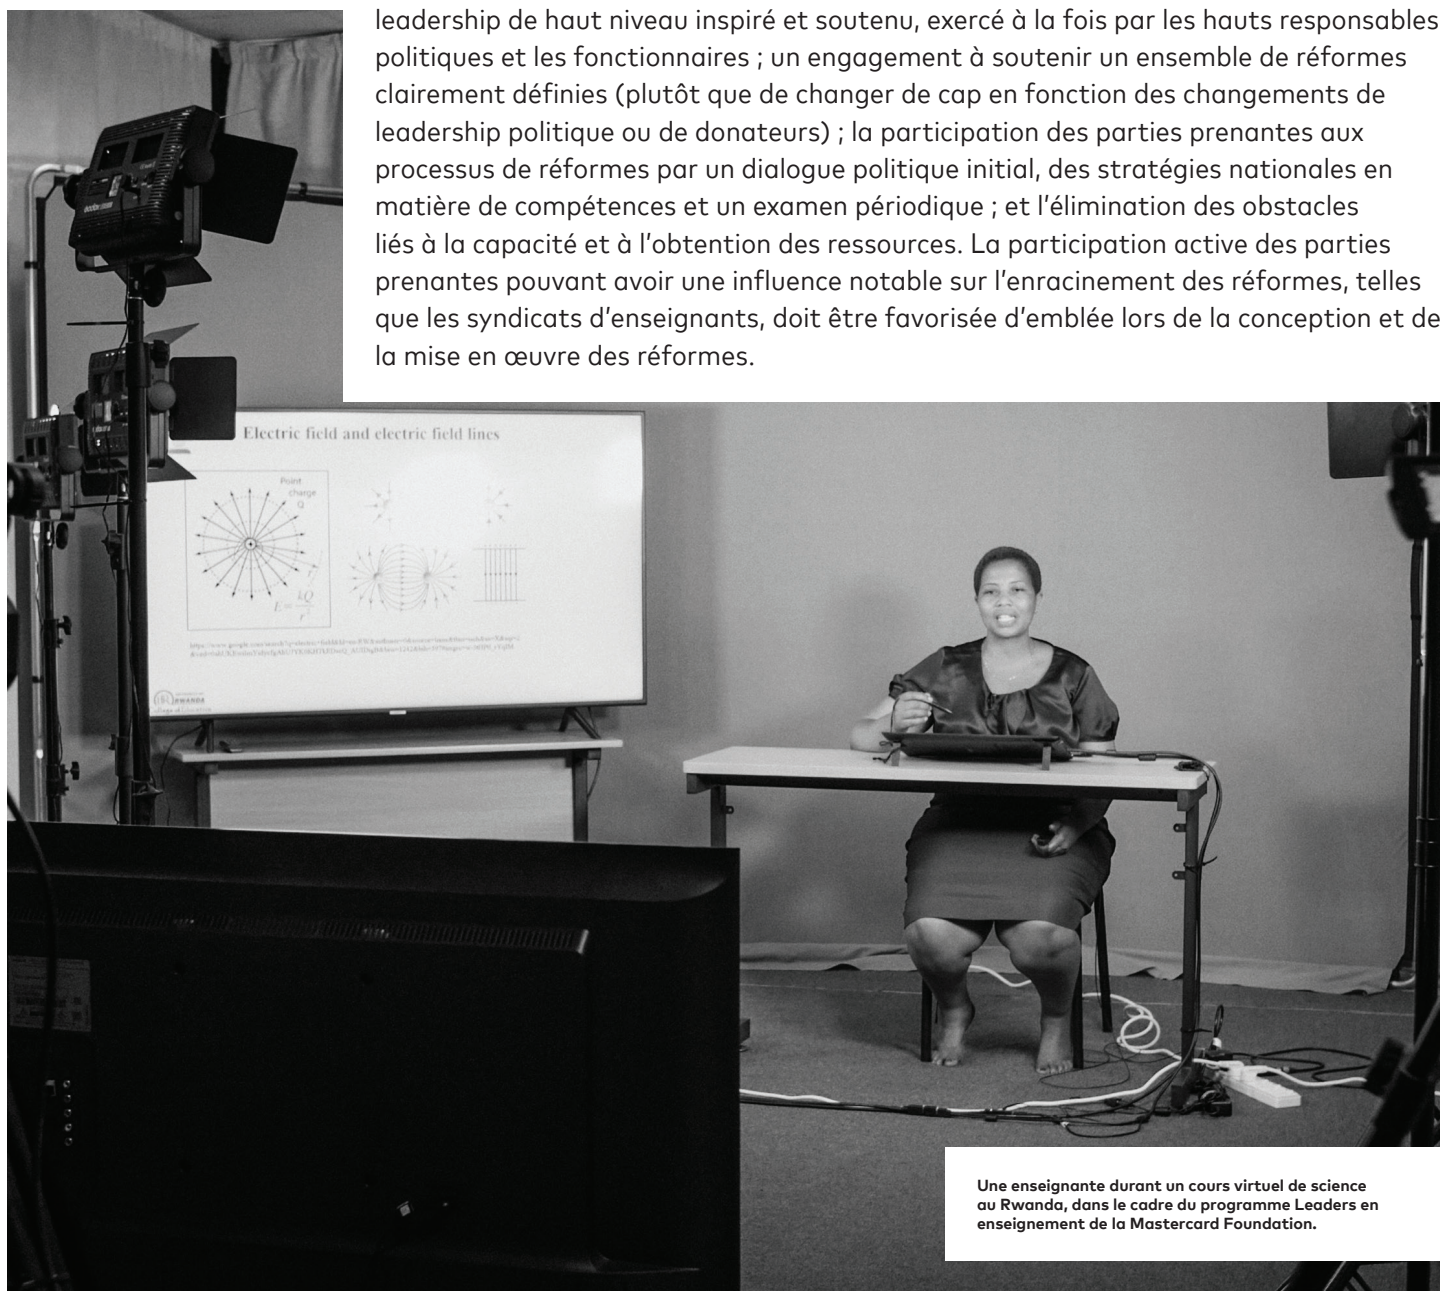 leadership de haut niveau inspiré et soutenu, exercé à la fois par les hauts responsables
politiques et les fonctionnaires ; un engagement à soutenir un ensemble de réformes
clairement définies (plutôt que de changer de cap en fonction des changements de
leadership politique ou de donateurs) ; la participation des parties prenantes aux
processus de réformes par un dialogue politique initial, des stratégies nationales en
matière de compétences et un examen périodique ; et l’élimination des obstacles
liés à la capacité et à l’obtention des ressources. La participation active des parties
prenantes pouvant avoir une influence notable sur l’enracinement des réformes, telles
que les syndicats d’enseignants, doit être favorisée d’emblée lors de la conception et de
la mise en œuvre des réformes.
Electric field and electric field lines
Point
charge
Q
r
E = kQ/r²
RWANDA
Une enseignante durant un cours virtuel de science
au Rwanda, dans le cadre du programme Leaders en
enseignement de la Mastercard Foundation.